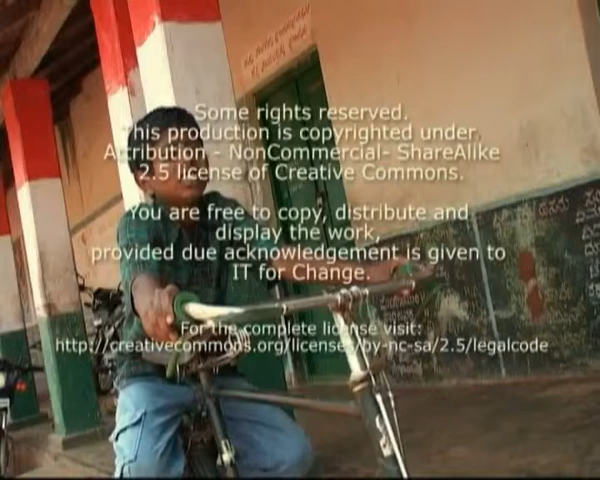 Some rights reserved.
This production is copyrighted under
Attribution - NonCommercial- ShareAlike
2.5 license of Creative Commons.
You are free to copy, distribute and
display the work,
provided due acknowledgement is given to
IT for Change.
For the complete license visit:
http://creativecommons.org/licenses/by-nc-sa/2.5/legalcode